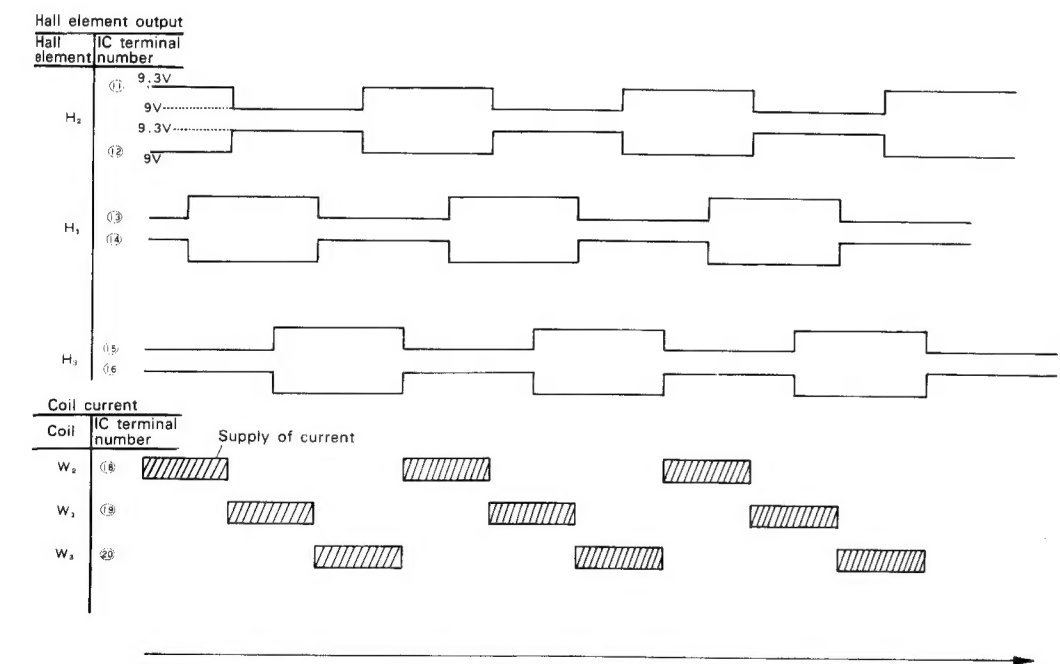 Hall element output
Hall element
IC terminal number
H₂
⑪ 9.3V
9V
9.3V
⑫ 9V
H₁
⑬
⑭
H₃
⑮
⑯
Coil current
Coil
IC terminal number
Supply of current
W₂ ⑱
W₁ ⑲
W₃ ⑳